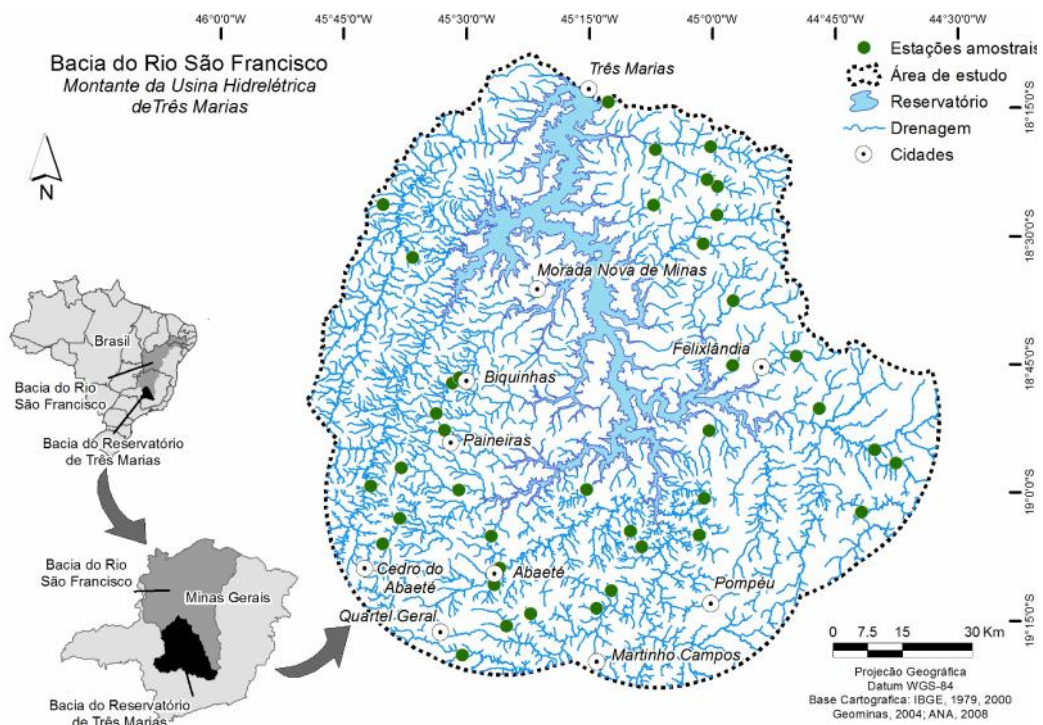 46°0'0"W
45°45'0"W
45°30'0"W
45°15'0"W
45°0'0"W
44°45'0"W
44°30'0"W
Bacia do Rio São Francisco
Montante da Usina Hidrelétrica
deTrês Marias
N
Três Marias
Morada Nova de Minas
Felixlândia
Biquinhas
Paineiras
Cedro do
Abaeté
Abaeté
Pompéu
Quartel Geral
Martinho Campos
Estações amostrais
Área de estudo
Reservatório
Drenagem
Cidades
18°15'0"S
18°30'0"S
18°45'0"S
19°0'0"S
19°15'0"S
Brasil
Bacia do Rio
São Francisco
Bacia do Reservatório
de Três Marias
Bacia do Rio
São Francisco
Minas Gerais
Bacia do Reservatório
de Três Marias
0 7.5 15 30 Km
Projecão Geográfica
Datum WGS-84
Base Cartografica: IBGE, 1979, 2000
Geominas, 2004; ANA, 2008